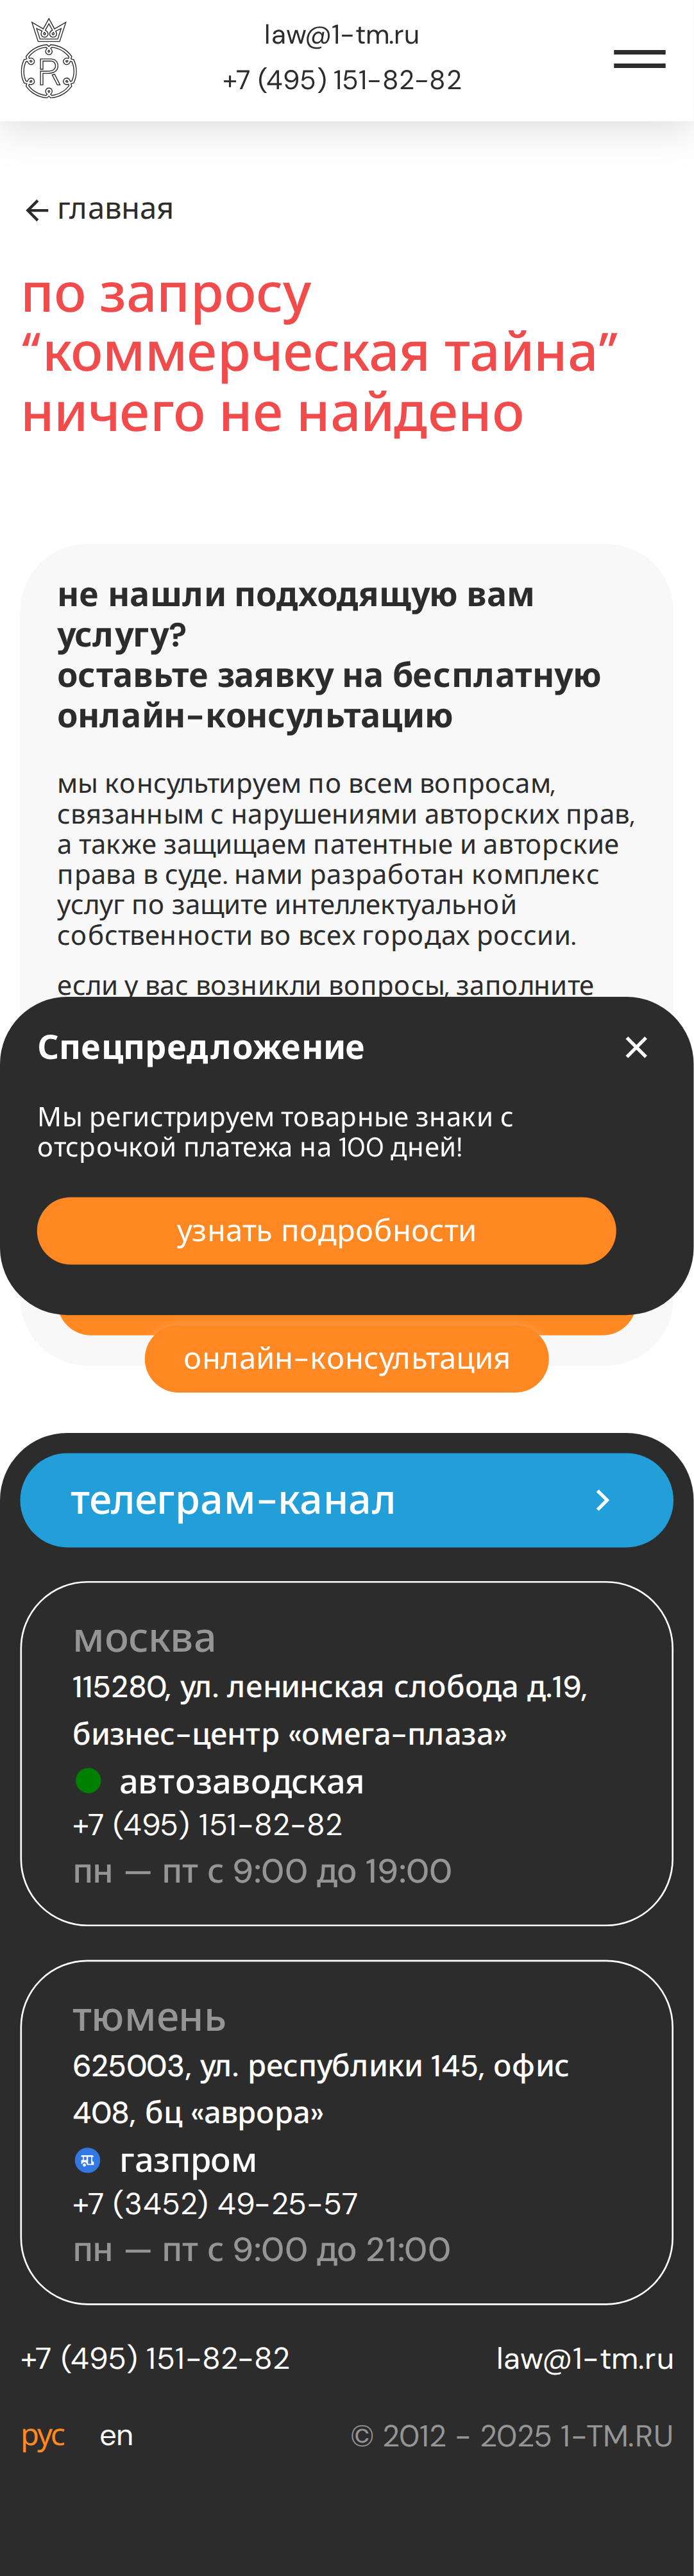 law@1-tm.ru
+7 (495) 151-82-82
R
← главная
по запросу
“коммерческая тайна”
ничего не найдено
не нашли подходящую вам
услугу?
оставьте заявку на бесплатную
онлайн-консультацию
мы консультируем по всем вопросам,
связанным с нарушениями авторских прав,
а также защищаем патентные и авторские
права в суде. нами разработан комплекс
услуг по защите интеллектуальной
собственности во всех городах россии.
если у вас возникли вопросы, заполните
Спецпредложение
Мы регистрируем товарные знаки с
отсрочкой платежа на 100 дней!
узнать подробности
онлайн-консультация
телеграм-канал
москва
115280, ул. ленинская слобода д.19,
бизнес-центр «омега-плаза»
автозаводская
+7 (495) 151-82-82
пн — пт с 9:00 до 19:00
тюмень
625003, ул. республики 145, офис
408, бц «аврора»
газпром
+7 (3452) 49-25-57
пн — пт с 9:00 до 21:00
+7 (495) 151-82-82
law@1-tm.ru
рус en
© 2012 - 2025 1-TM.RU